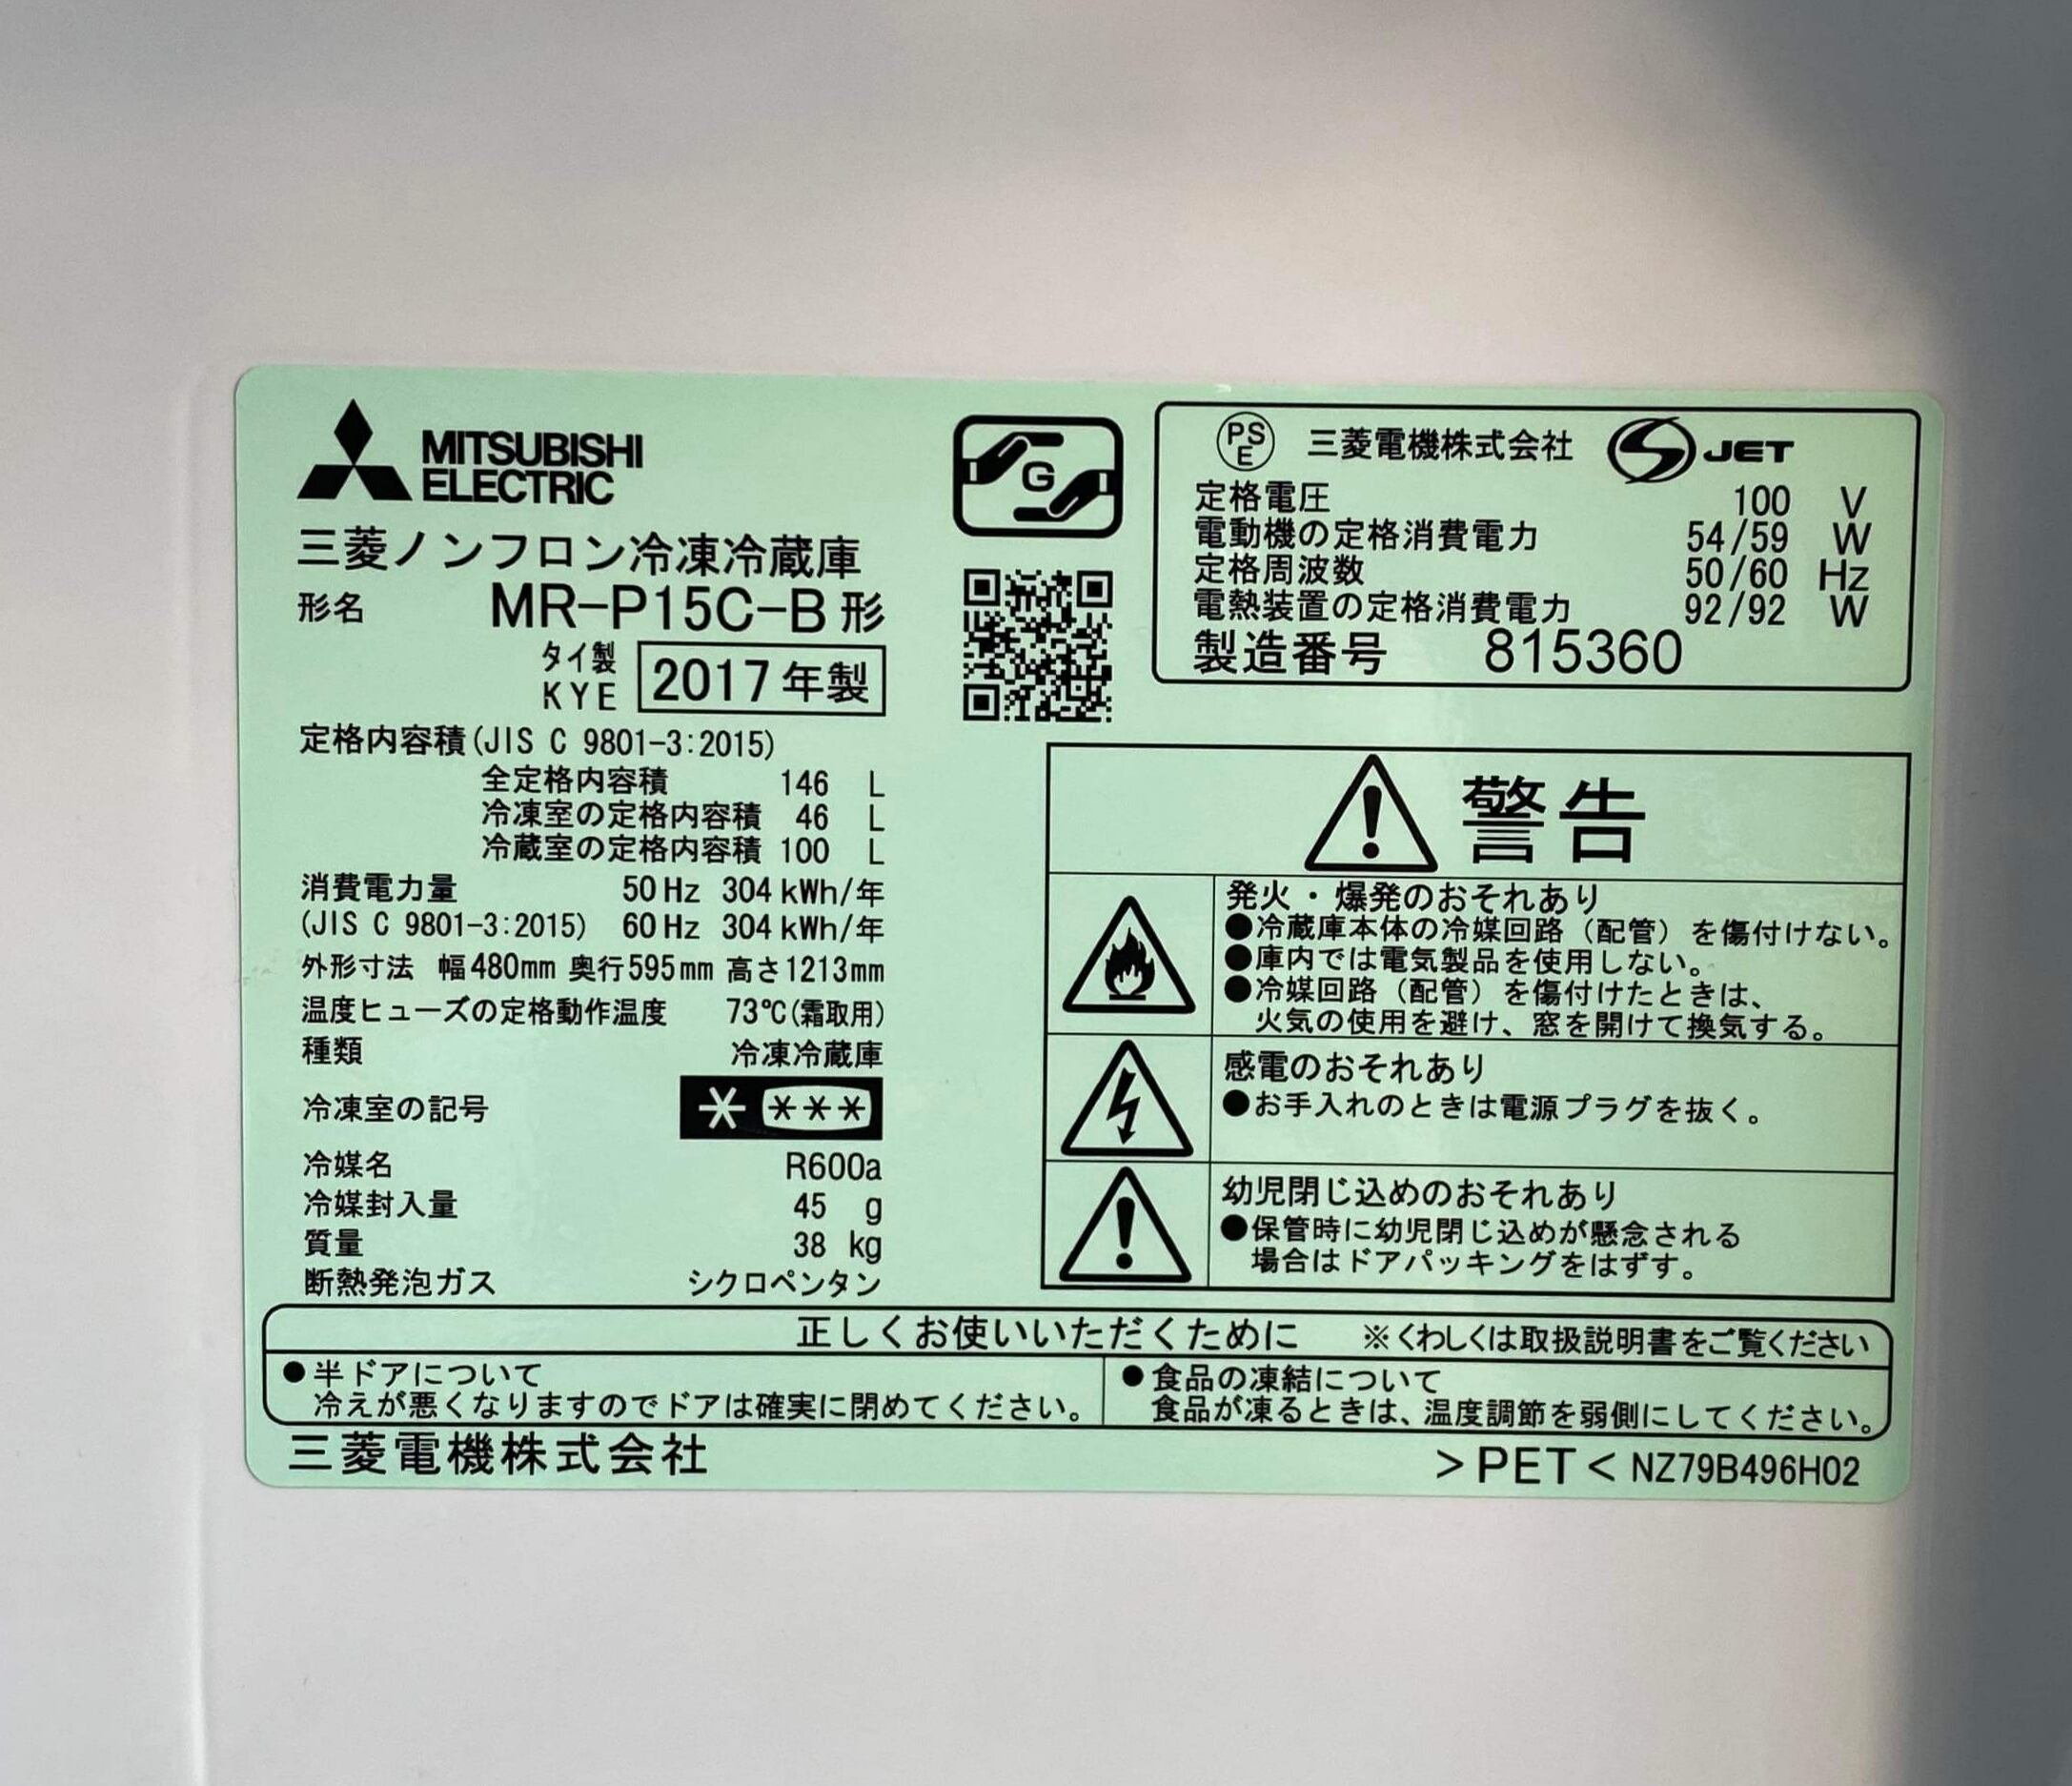 MITSUBISHI
ELECTRIC
三菱ノンフロン冷凍冷蔵庫
形名 MR-P15C-B 形
タイ製
KYE
2017年製
定格内容積(JIS C 9801-3:2015)
全定格内容積 146 L
冷凍室の定格内容積 46 L
冷蔵室の定格内容積 100 L
消費電力量 50Hz 304kWh/年
(JIS C 9801-3:2015) 60Hz 304kWh/年
外形寸法 幅480mm 奥行595mm 高さ1213mm
温度ヒューズの定格動作温度 73℃(霜取用)
種類 冷凍冷蔵庫
冷凍室の記号 * ***
冷媒名 R600a
冷媒封入量 45 g
質量 38 kg
断熱発泡ガス シクロペンタン
G
PS
E
三菱電機株式会社 S JET
定格電圧 100 V
電動機の定格消費電力 54/59 W
定格周波数 50/60 Hz
電熱装置の定格消費電力 92/92 W
製造番号 815360
警告
発火・爆発のおそれあり
●冷蔵庫本体の冷媒回路(配管)を傷付けない。
●庫内では電気製品を使用しない。
●冷媒回路(配管)を傷付けたときは、
火気の使用を避け、窓を開けて換気する。
感電のおそれあり
●お手入れのときは電源プラグを抜く。
幼児閉じ込めのおそれあり
●保管時に幼児閉じ込めが懸念される
場合はドアパッキングをはずす。
正しくお使いいただくために ※くわしくは取扱説明書をご覧ください
●半ドアについて
冷えが悪くなりますのでドアは確実に閉めてください。
●食品の凍結について
食品が凍るときは、温度調節を弱側にしてください。
三菱電機株式会社
>PET< NZ79B496H02